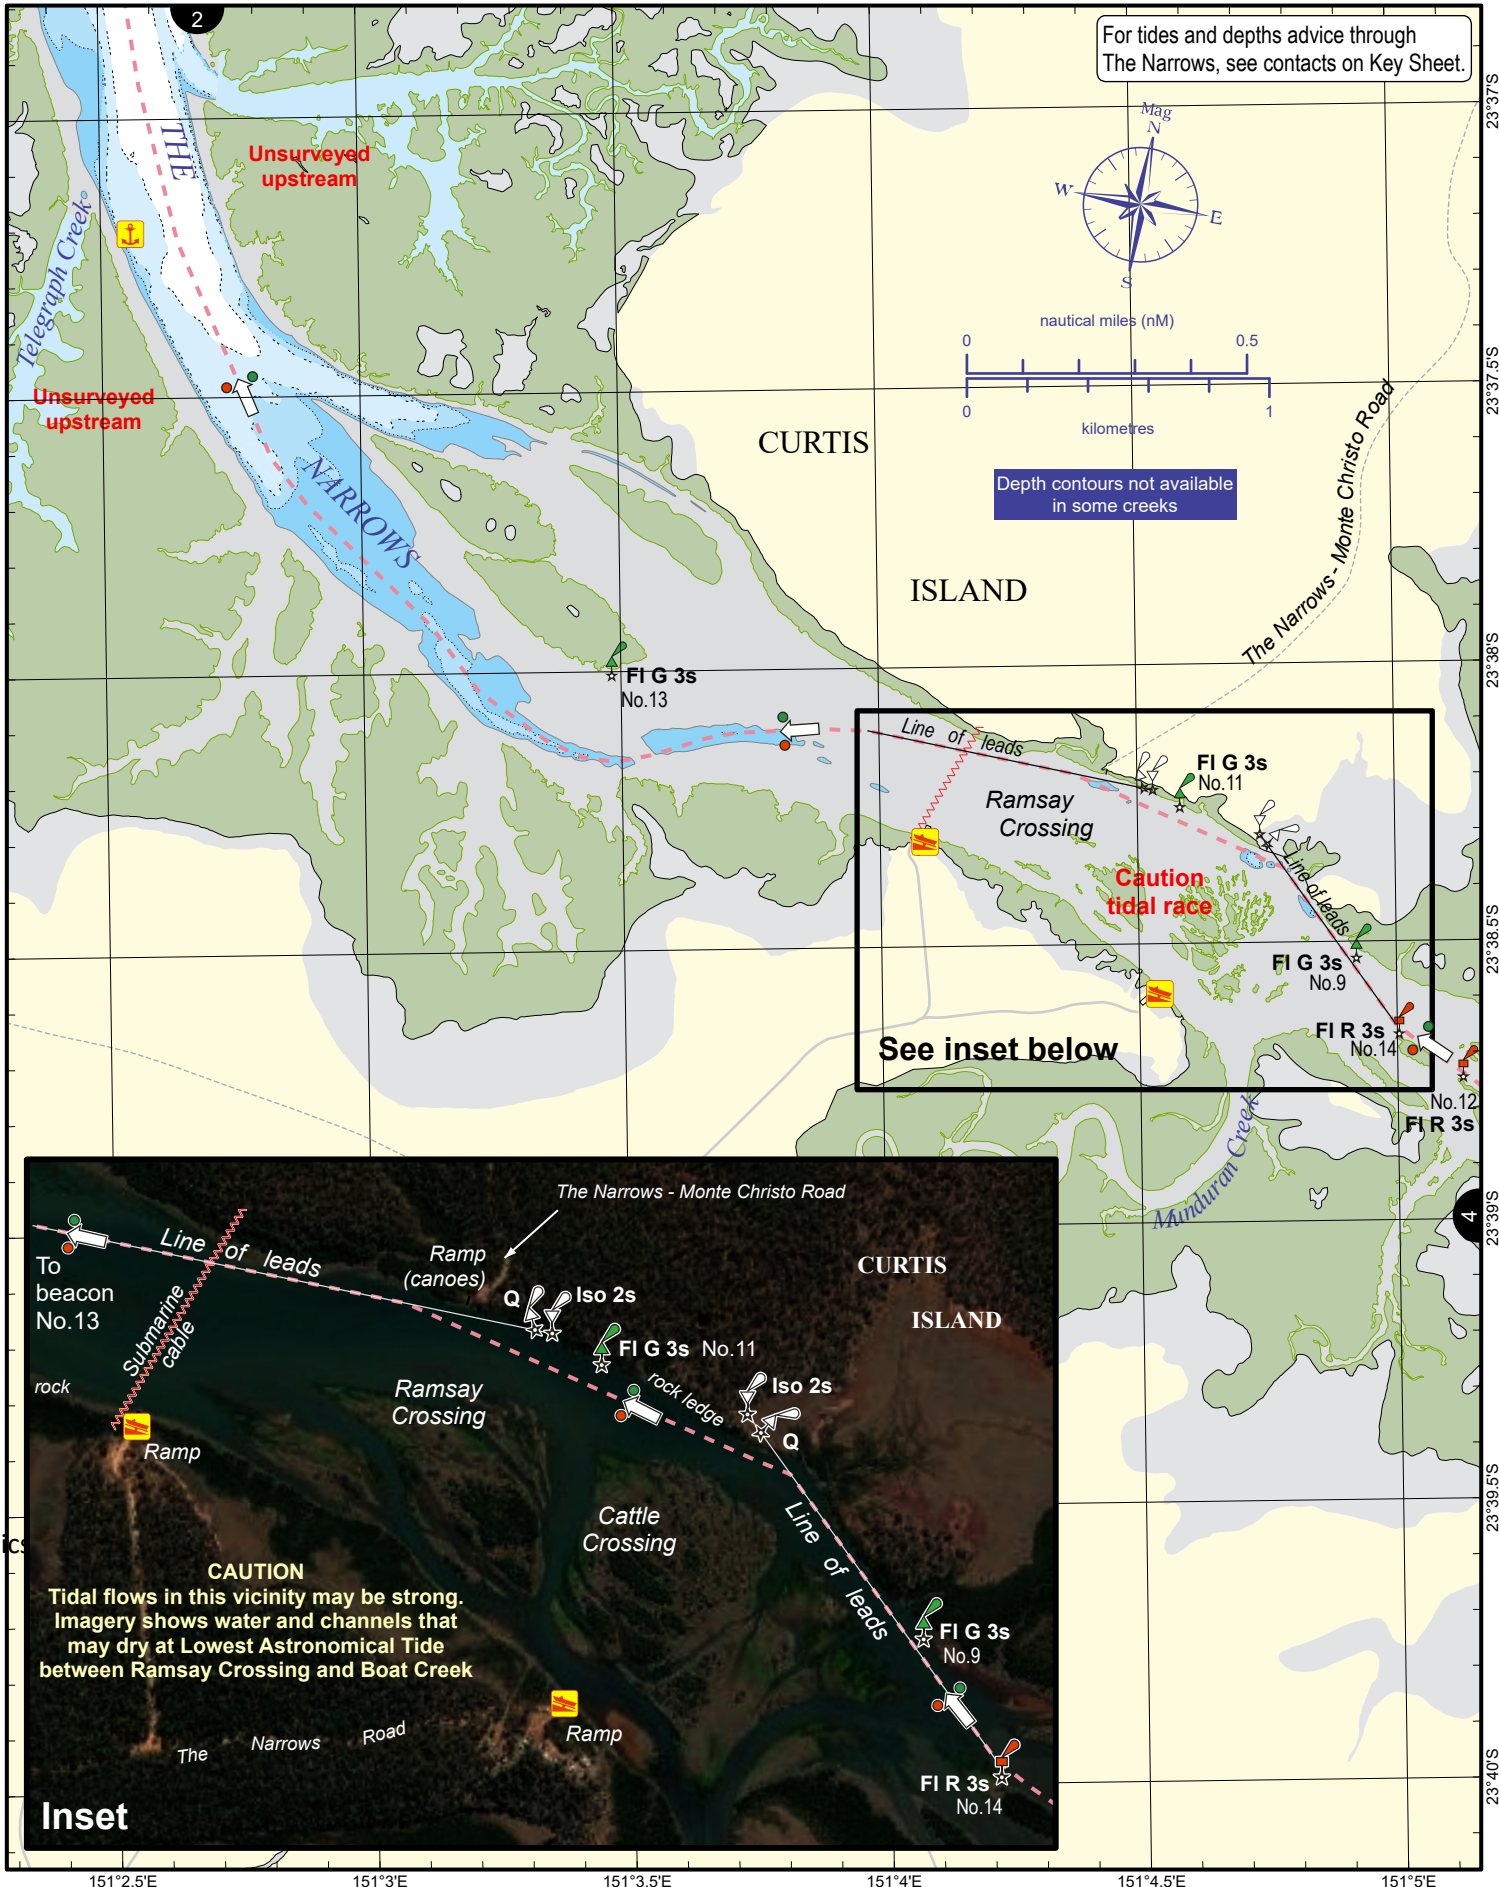 2
For tides and depths advice through
The Narrows, see contacts on Key Sheet.
23°37'S
THE
Unsurveyed
upstream
Mag
N
W
E
S
Telegraph Creek
nautical miles (nM)
0
0.5
0
1
kilometres
23°37.5'S
Unsurveyed
upstream
CURTIS
NARROWS
Depth contours not available
in some creeks
The Narrows - Monte Christo Road
ISLAND
23°38'S
Fl G 3s
No.13
Line of leads
Fl G 3s
No.11
Ramsay
Crossing
Line of leads
Caution
tidal race
23°38.5'S
Fl G 3s
No.9
Fl R 3s
No.14
See inset below
No.12
Fl R 3s
Munduran Creek
23°39'S
4
The Narrows - Monte Christo Road
Line of leads
Ramp
(canoes)
CURTIS
ISLAND
To
beacon
No.13
Submarine
cable
Q
Iso 2s
Fl G 3s No.11
rock
Ramsay
Crossing
rock ledge
Iso 2s
Q
Ramp
Cattle
Crossing
Line of leads
23°39.5'S
ics
CAUTION
Tidal flows in this vicinity may be strong.
Imagery shows water and channels that
may dry at Lowest Astronomical Tide
between Ramsay Crossing and Boat Creek
Fl G 3s
No.9
Ramp
The Narrows Road
Fl R 3s
No.14
23°40'S
Inset
151°2.5'E
151°3'E
151°3.5'E
151°4'E
151°4.5'E
151°5'E